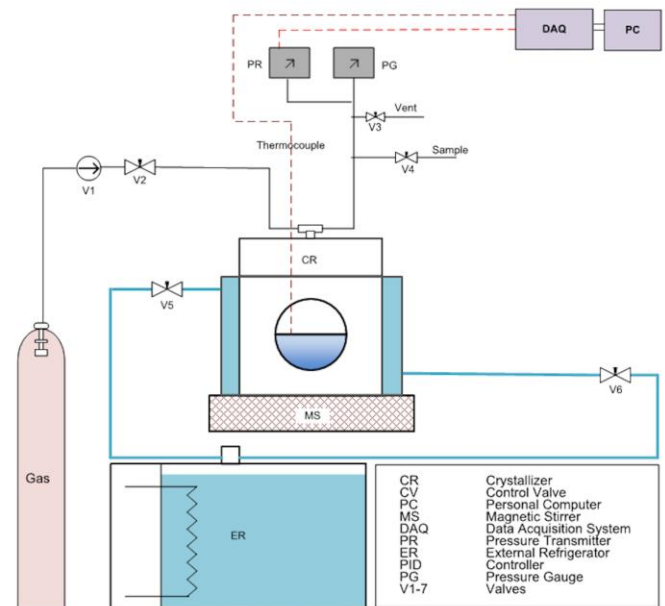 DAQ PC
PR PG
Vent
V3
Thermocouple
Sample
V4
V1 V2
CR
V5
V6
MS
Gas
ER
CR Crystallizer
CV Control Valve
PC Personal Computer
MS Magnetic Stirrer
DAQ Data Acquisition System
PR Pressure Transmitter
ER External Refrigerator
PID Controller
PG Pressure Gauge
V1-7 Valves